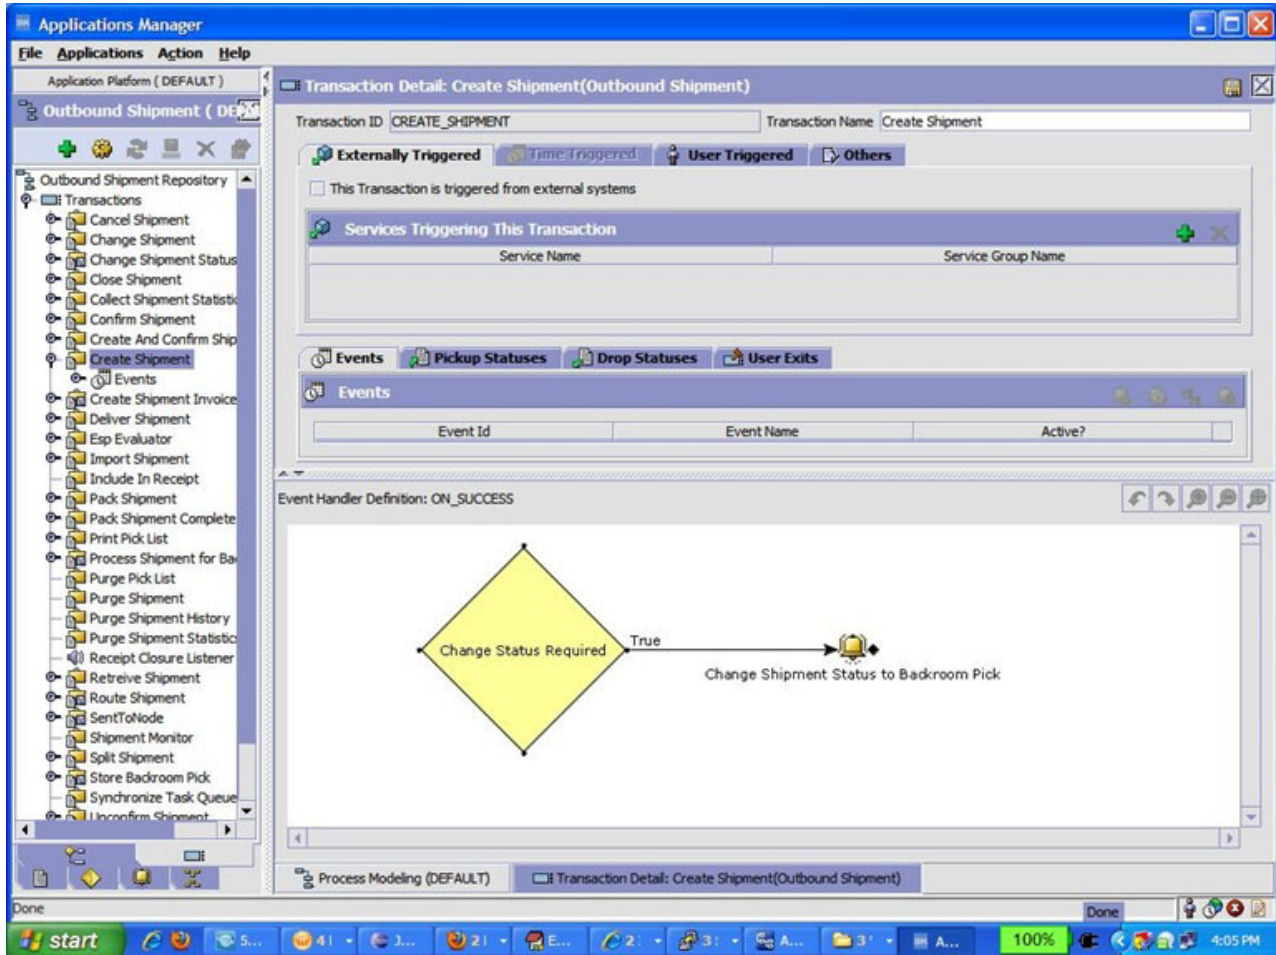 Applications Manager
File Applications Action Help
Application Platform ( DEFAULT )
Outbound Shipment ( DE
Outbound Shipment Repository
Transactions
Cancel Shipment
Change Shipment
Change Shipment Status
Close Shipment
Collect Shipment Statistic
Confirm Shipment
Create And Confirm Ship
Create Shipment
Events
Create Shipment Invoice
Deliver Shipment
Esp Evaluator
Import Shipment
Include In Receipt
Pack Shipment
Pack Shipment Complete
Print Pick List
Process Shipment for Ba
Purge Pick List
Purge Shipment
Purge Shipment History
Purge Shipment Statistic
Receipt Closure Listener
Retreive Shipment
Route Shipment
SentToNode
Shipment Monitor
Split Shipment
Store Backroom Pick
Synchronize Task Queue
Unconfirm Shipment
Transaction Detail: Create Shipment(Outbound Shipment)
Transaction ID CREATE_SHIPMENT Transaction Name Create Shipment
Externally Triggered Time Triggered User Triggered Others
This Transaction is triggered from external systems
Services Triggering This Transaction
Service Name Service Group Name
Events Pickup Statuses Drop Statuses User Exits
Events
Event Id Event Name Active?
Event Handler Definition: ON_SUCCESS
Change Status Required
True
Change Shipment Status to Backroom Pick
Process Modeling (DEFAULT) Transaction Detail: Create Shipment(Outbound Shipment)
Done Done
start 5... 4 J... 2 E... 2 3 A... 3 A... 100% 4:05 PM